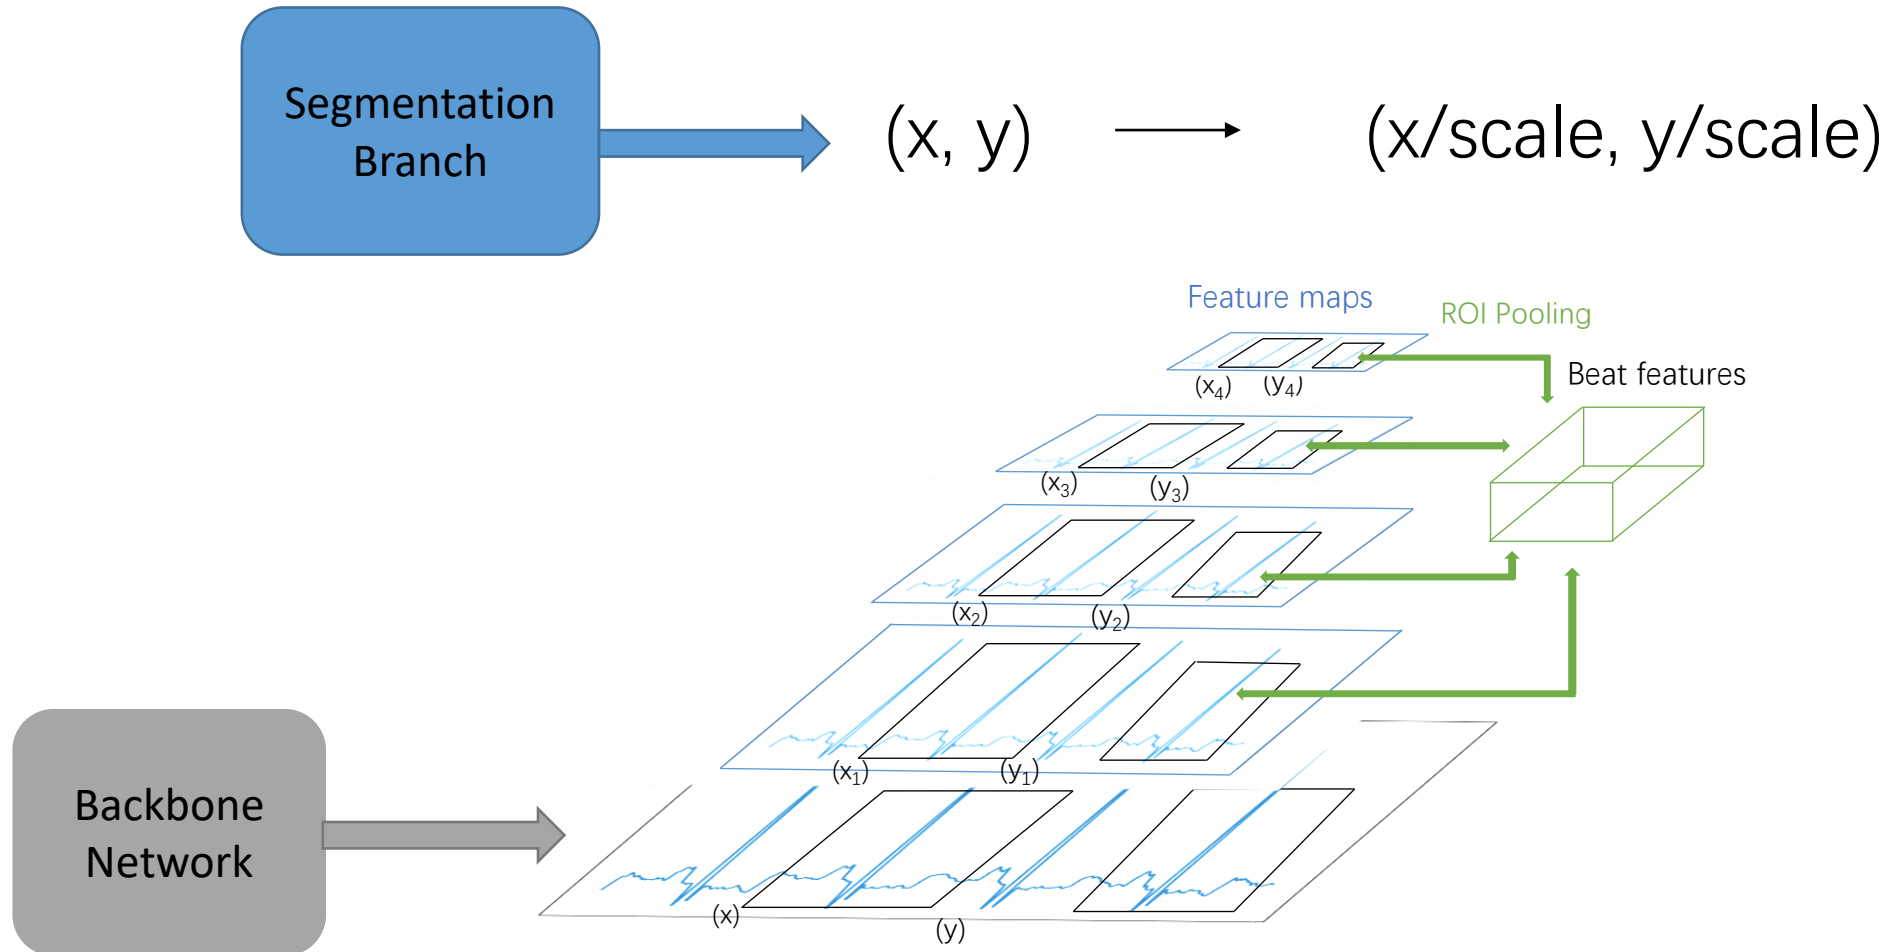 Segmentation
Branch
(x, y)
(x/scale, y/scale)
Feature maps
ROI Pooling
Beat features
(x₄)
(y₄)
(x₃)
(y₃)
(x₂)
(y₂)
(x₁)
(y₁)
Backbone
Network
(x)
(y)